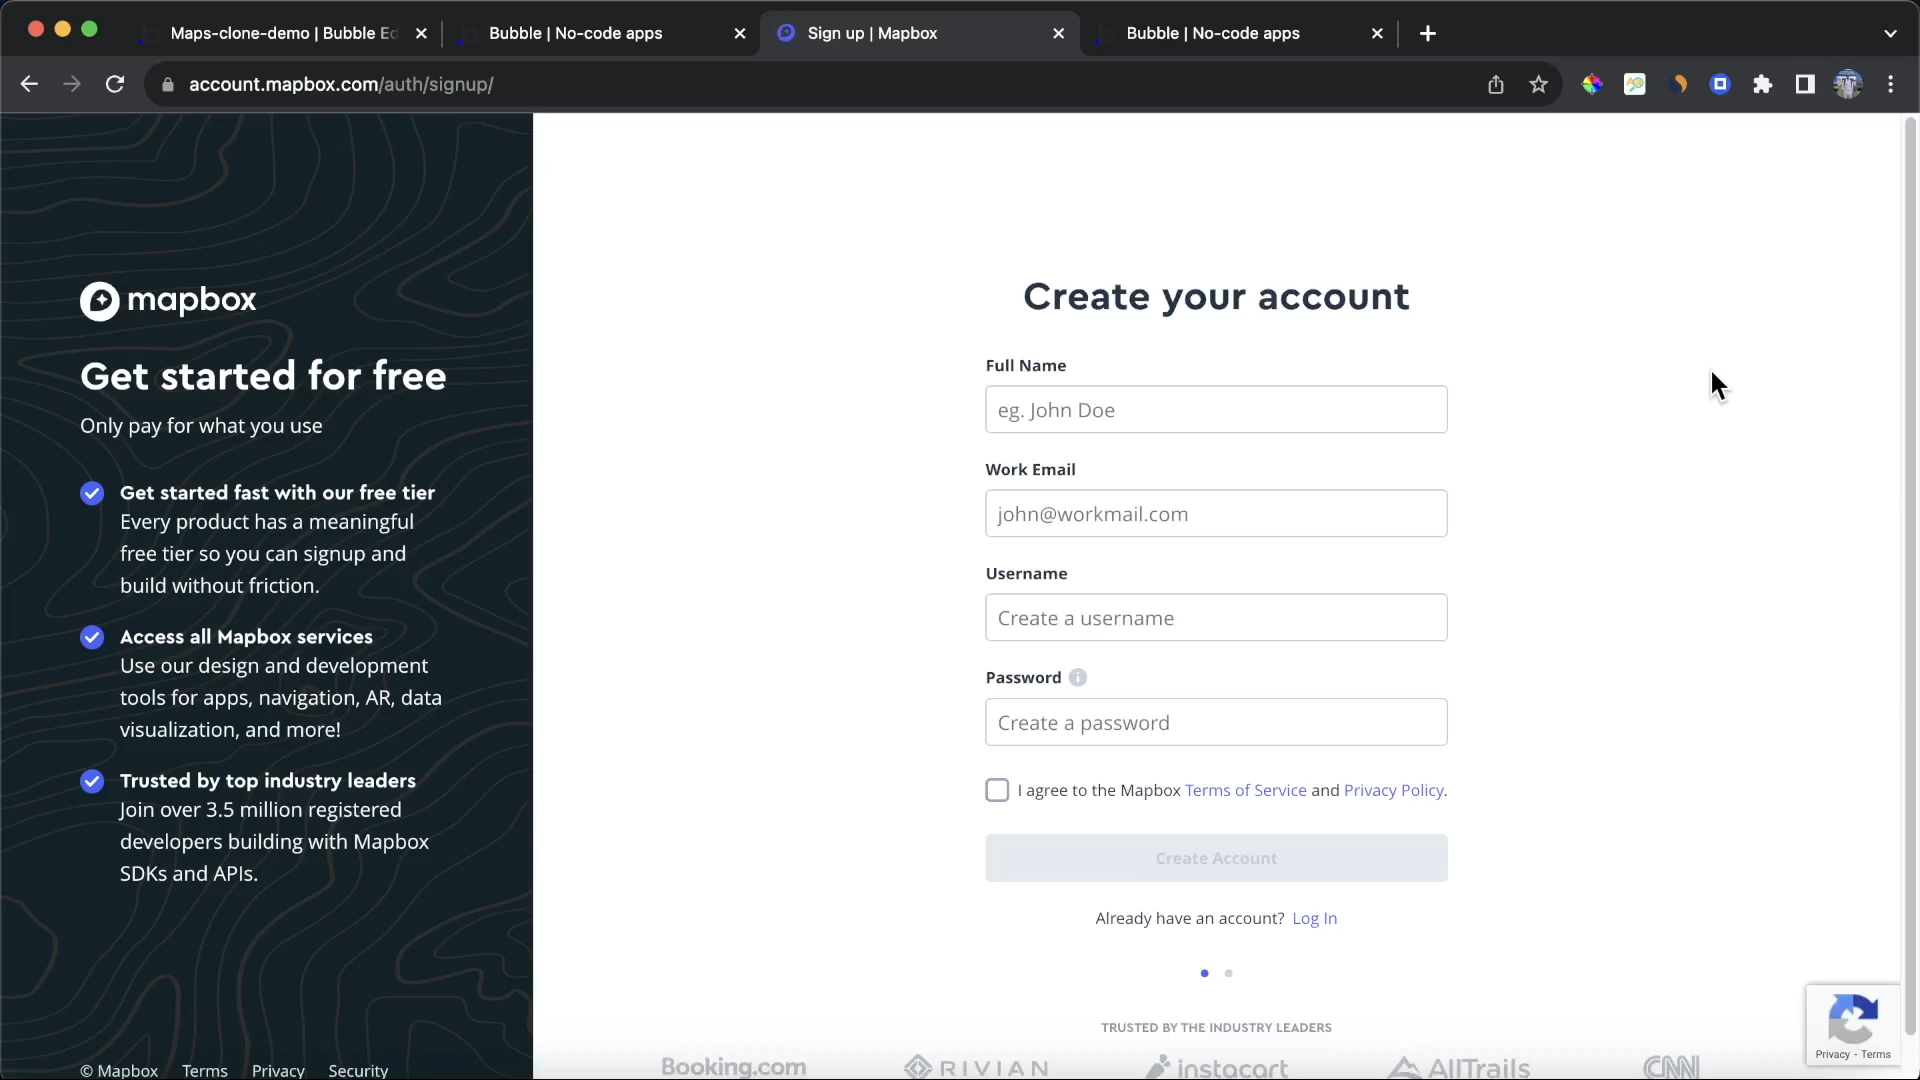 Maps-clone-demo | Bubble Ed
Bubble | No-code apps
Sign up | Mapbox
Bubble | No-code apps
account.mapbox.com/auth/signup/
mapbox
Get started for free
Only pay for what you use
Get started fast with our free tier
Every product has a meaningful
free tier so you can signup and
build without friction.
Access all Mapbox services
Use our design and development
tools for apps, navigation, AR, data
visualization, and more!
Trusted by top industry leaders
Join over 3.5 million registered
developers building with Mapbox
SDKs and APIs.
© Mapbox Terms Privacy Security
Create your account
Full Name
eg. John Doe
Work Email
john@workmail.com
Username
Create a username
Password
Create a password
I agree to the Mapbox Terms of Service and Privacy Policy.
Create Account
Already have an account? Log In
TRUSTED BY THE INDUSTRY LEADERS
Booking.com RIVIAN instacart AllTrails CNN
Privacy - Terms